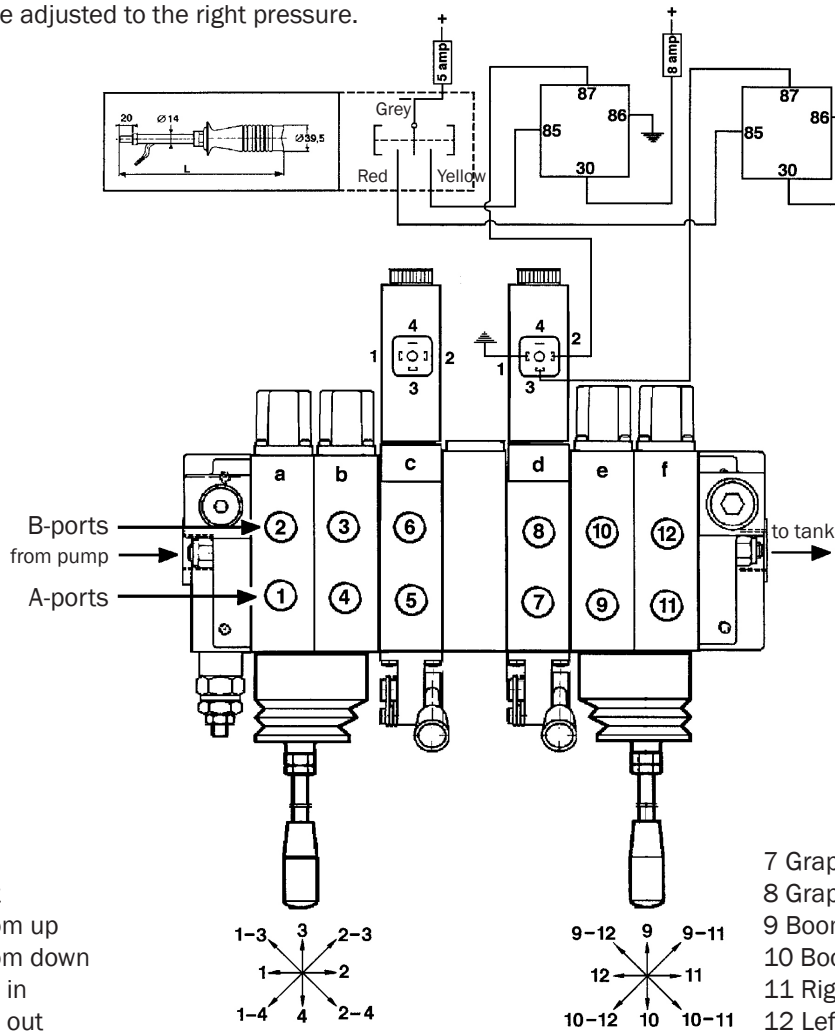 e adjusted to the right pressure.
+
5 amp
+
8 amp
20
Ø14
Ø39,5
L
Grey
Red
Yellow
87
86
85
30
87
86
85
30
4
1
2
3
4
1
2
3
a
b
c
d
e
f
B-ports
2
3
6
8
10
12
from pump
to tank
A-ports
1
4
5
7
9
11
1–3
3
2–3
1
2
1–4
4
2–4
9–12
9
9–11
12
11
10–12
10
10–11
om up
om down
in
out
7 Grap
8 Grap
9 Boor
10 Boo
11 Rig
12 Lef